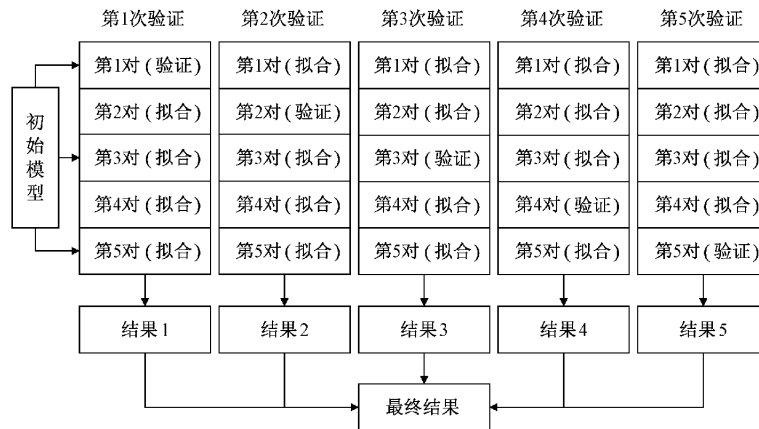 第1次验证 第2次验证 第3次验证 第4次验证 第5次验证
第1对(验证) 第1对(拟合) 第1对(拟合) 第1对(拟合) 第1对(拟合)
第2对(拟合) 第2对(验证) 第2对(拟合) 第2对(拟合) 第2对(拟合)
初始模型
第3对(拟合) 第3对(拟合) 第3对(验证) 第3对(拟合) 第3对(拟合)
第4对(拟合) 第4对(拟合) 第4对(拟合) 第4对(验证) 第4对(拟合)
第5对(拟合) 第5对(拟合) 第5对(拟合) 第5对(拟合) 第5对(验证)
结果1 结果2 结果3 结果4 结果5
最终结果